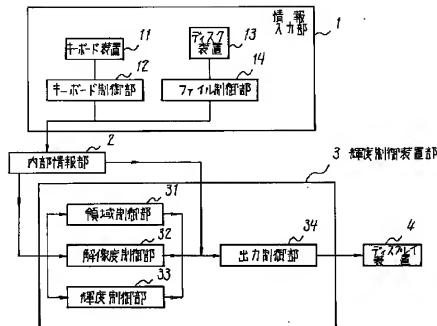 情報
入力部
1
11
キーボード装置
13
ディスク
装置
12
キーボード制御部
14
ファイル制御部
2
内部情報部
3 輝度制御装置部
31
領域制御部
32
解像度制御部
33
輝度制御部
34
出力制御部
4
ディスプレイ
装置